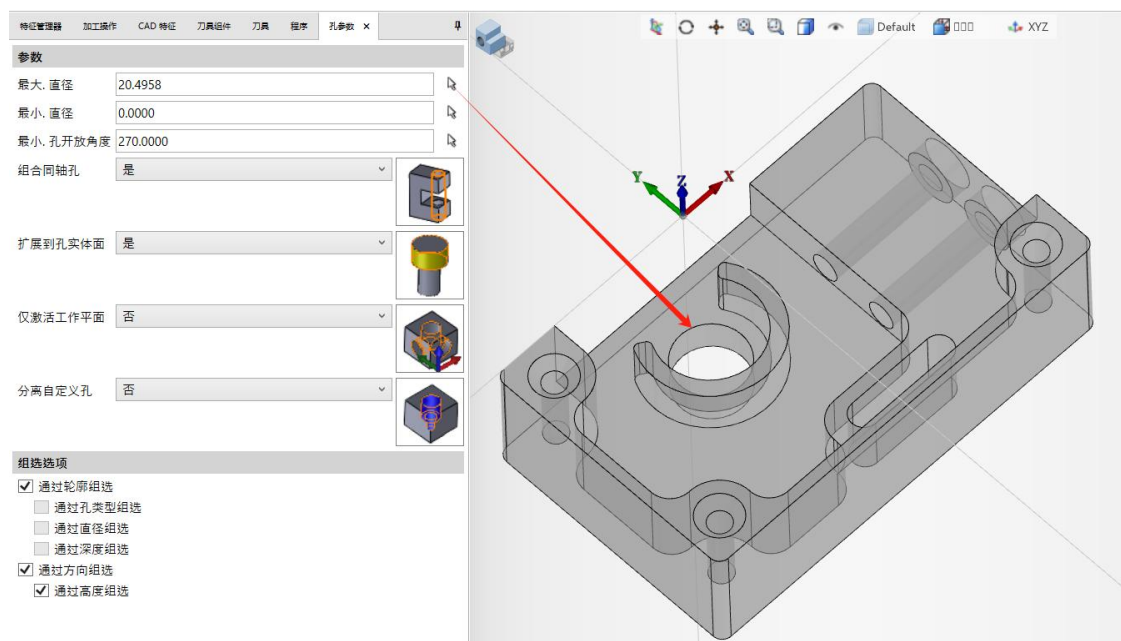 特征管理器 加工操作 CAD 特征 刀具组件 刀具 程序 孔参数 ×
Default □□□ XYZ
参数
最大. 直径 20.4958
最小. 直径 0.0000
最小. 孔开放角度 270.0000
组合同轴孔 是
扩展到孔实体面 是
仅激活工作平面 否
分离自定义孔 否
组选选项
通过轮廓组选
通过孔类型组选
通过直径组选
通过深度组选
通过方向组选
通过高度组选
Y Z X